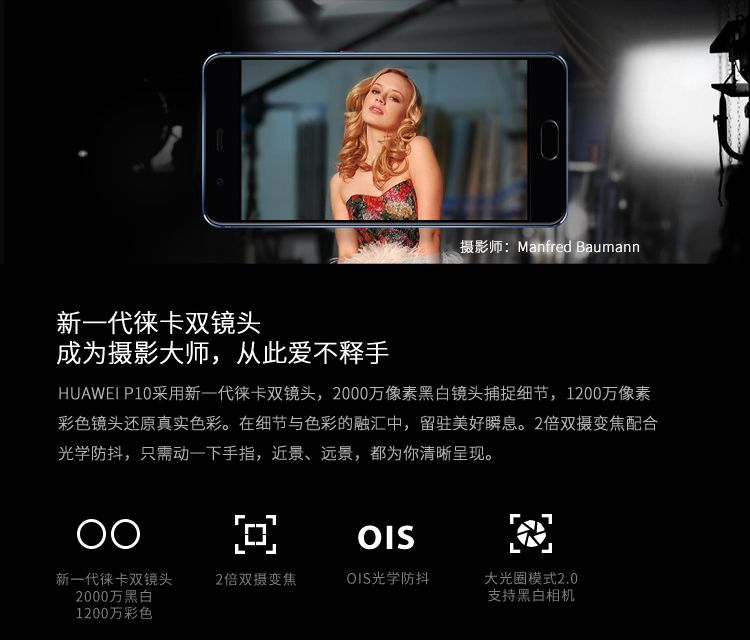 摄影师：Manfred Baumann
新一代徕卡双镜头
成为摄影大师，从此爱不释手
HUAWEI P10采用新一代徕卡双镜头，2000万像素黑白镜头捕捉细节，1200万像素
彩色镜头还原真实色彩。在细节与色彩的融汇中，留驻美好瞬息。2倍双摄变焦配合
光学防抖，只需动一下手指，近景、远景，都为你清晰呈现。
OIS
新一代徕卡双镜头
2000万黑白
1200万彩色
2倍双摄变焦
OIS光学防抖
大光圈模式2.0
支持黑白相机